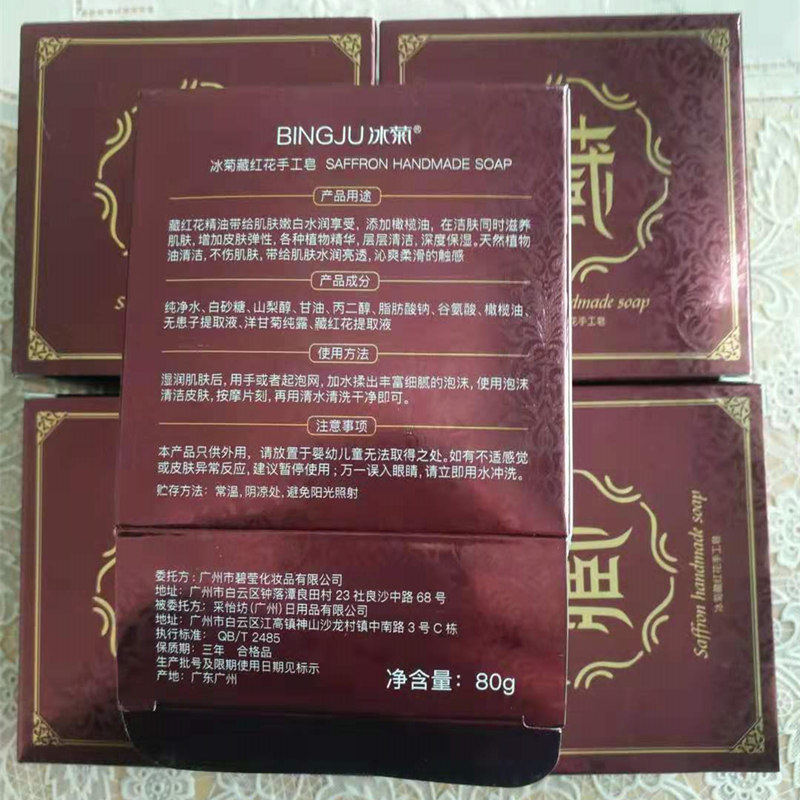 BINGJU冰菊®
冰菊藏红花手工皂 SAFFRON HANDMADE SOAP
产品用途
藏红花精油带给肌肤嫩白水润享受，添加橄榄油，在洁肤同时滋养
肌肤，增加皮肤弹性，各种植物精华，层层清洁，深度保湿。天然植物
油清洁，不伤肌肤，带给肌肤水润亮透，沁爽柔滑的触感
产品成分
纯净水、白砂糖、山梨醇、甘油、丙二醇、脂肪酸钠、谷氨酸、橄榄油、
无患子提取液、洋甘菊纯露、藏红花提取液
使用方法
湿润肌肤后，用手或者起泡网，加水揉出丰富细腻的泡沫，使用泡沫
清洁皮肤，按摩片刻，再用清水清洗干净即可。
注意事项
本产品只供外用，请放置于婴幼儿童无法取得之处。如有不适感觉
或皮肤异常反应，建议暂停使用；万一误入眼睛，请立即用水冲洗。
贮存方法：常温，阴凉处，避免阳光照射
委托方：广州市碧莹化妆品有限公司
地址：广州市白云区钟落潭良田村 23 社良沙中路 68 号
被委托方：采怡坊(广州)日用品有限公司
地址：广州市白云区江高镇神山沙龙村镇中南路 3 号 C 栋
执行标准： QB/T 2485
保质期：三年 合格品
生产批号及限期使用日期见标示
产地：广东广州
净含量：80g
藏
handmade soap
花手工皂
藏
Saffron handmade soap
冰菊藏红花手工皂